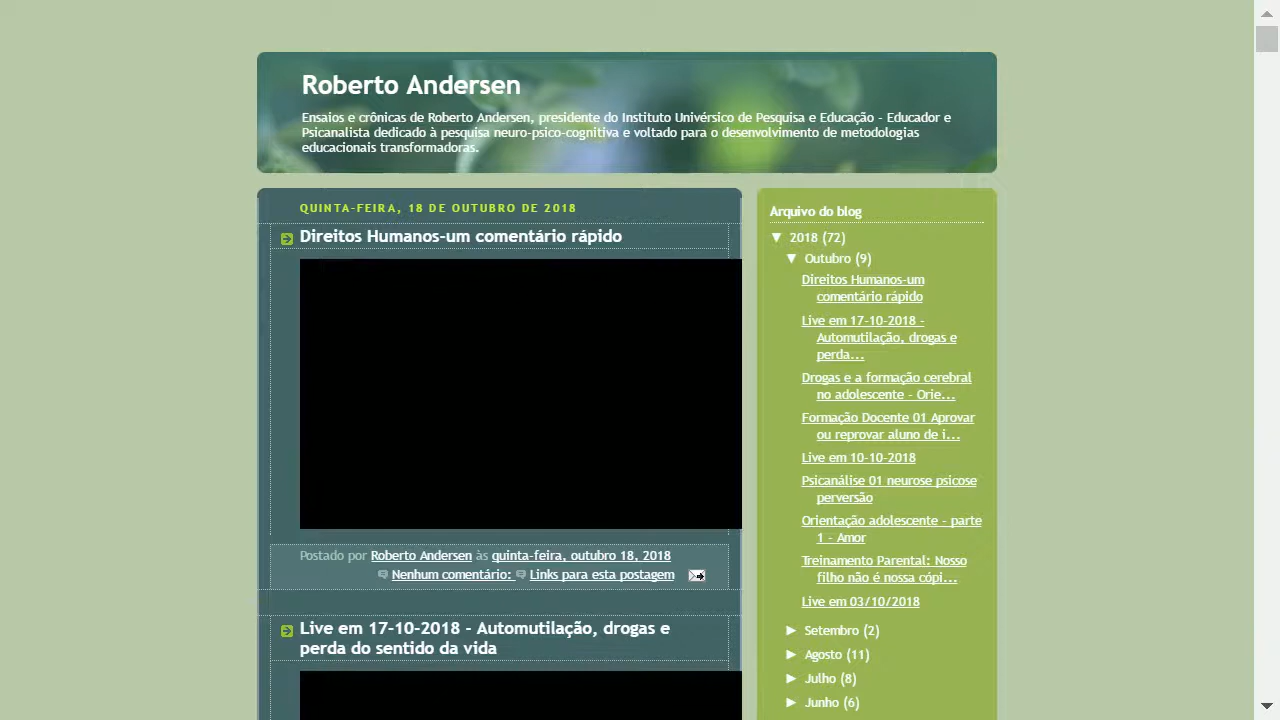 Roberto Andersen
Ensaios e crônicas de Roberto Andersen, presidente do Instituto Univérsico de Pesquisa e Educação - Educador e
Psicanalista dedicado à pesquisa neuro-psico-cognitiva e voltado para o desenvolvimento de metodologias
educacionais transformadoras.
QUINTA-FEIRA, 18 DE OUTUBRO DE 2018
Direitos Humanos-um comentário rápido
Postado por Roberto Andersen às quinta-feira, outubro 18, 2018
Nenhum comentário: Links para esta postagem
Live em 17-10-2018 - Automutilação, drogas e
perda do sentido da vida
Arquivo do blog
▼ 2018 (72)
▼ Outubro (9)
Direitos Humanos-um
comentário rápido
Live em 17-10-2018 -
Automutilação, drogas e
perda...
Drogas e a formação cerebral
no adolescente - Orie...
Formação Docente 01 Aprovar
ou reprovar aluno de i...
Live em 10-10-2018
Psicanálise 01 neurose psicose
perversão
Orientação adolescente - parte
1 - Amor
Treinamento Parental: Nosso
filho não é nossa cópi...
Live em 03/10/2018
► Setembro (2)
► Agosto (11)
► Julho (8)
► Junho (6)